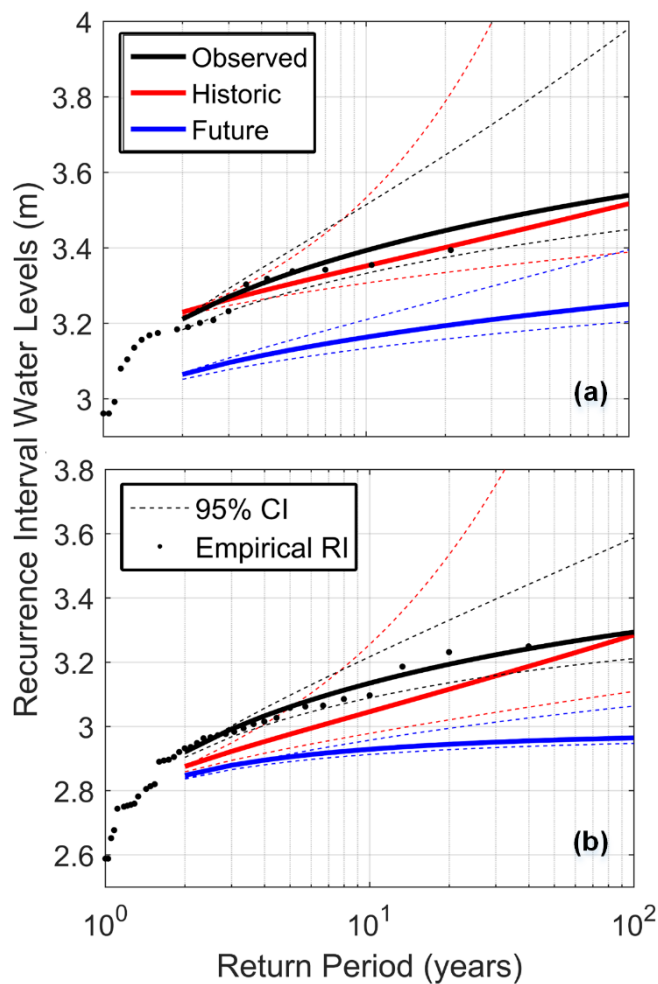 4
3.8
3.6
3.4
3.2
3
Observed
Historic
Future
(a)
Recurrence Interval Water Levels (m)
3.8
3.6
3.4
3.2
3
2.8
2.6
95% CI
Empirical RI
(b)
10^0
10^1
10^2
Return Period (years)